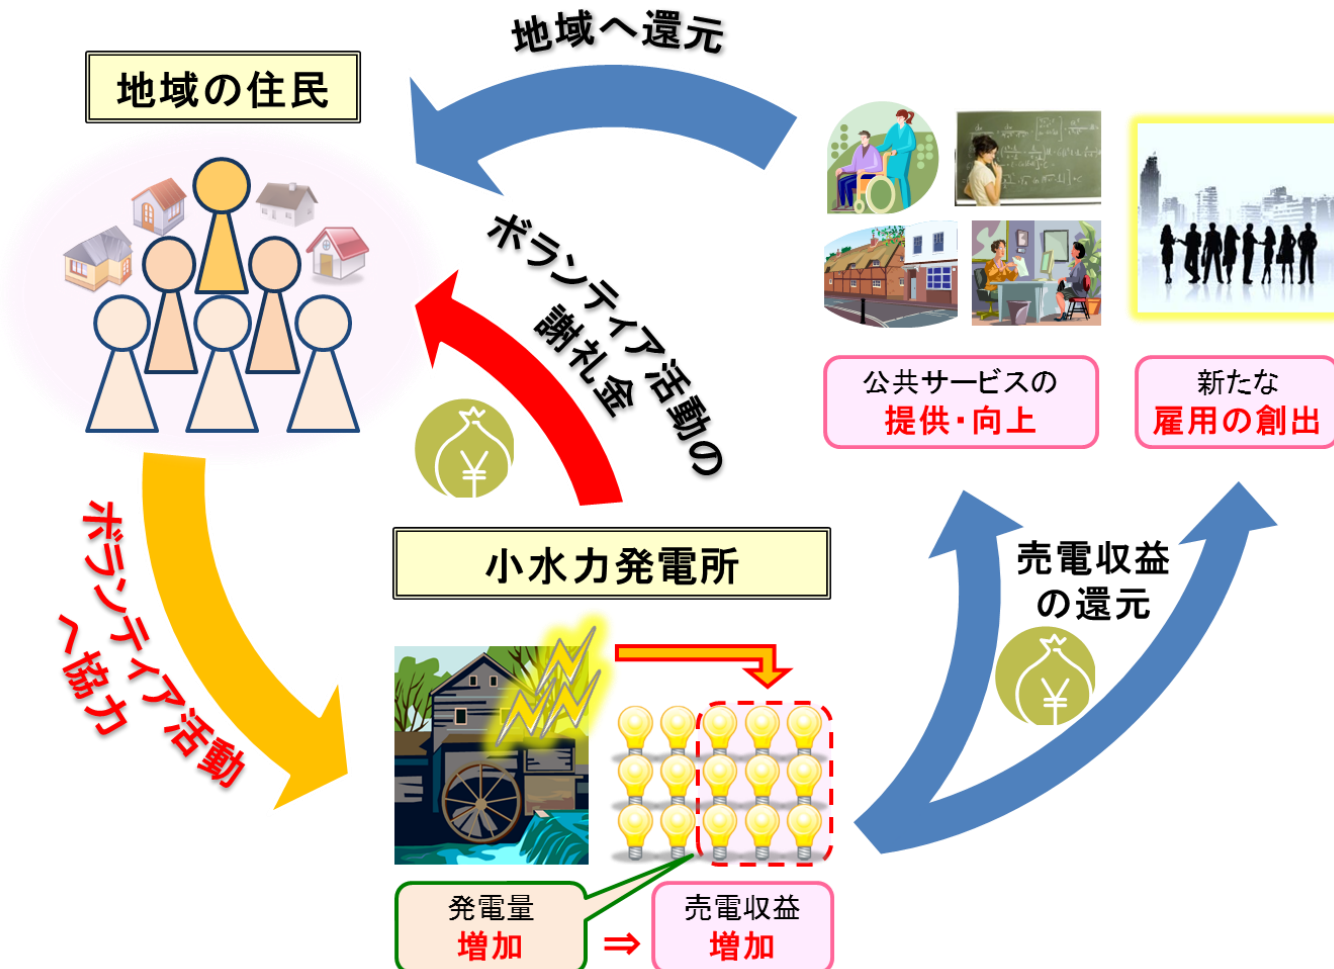 地域へ還元
地域の住民
ボランティア活動の
謝礼金
公共サービスの
提供・向上
新たな
雇用の創出
¥
ボランティア活動
へ協力
小水力発電所
売電収益
の還元
¥
発電量
増加
⇒
売電収益
増加